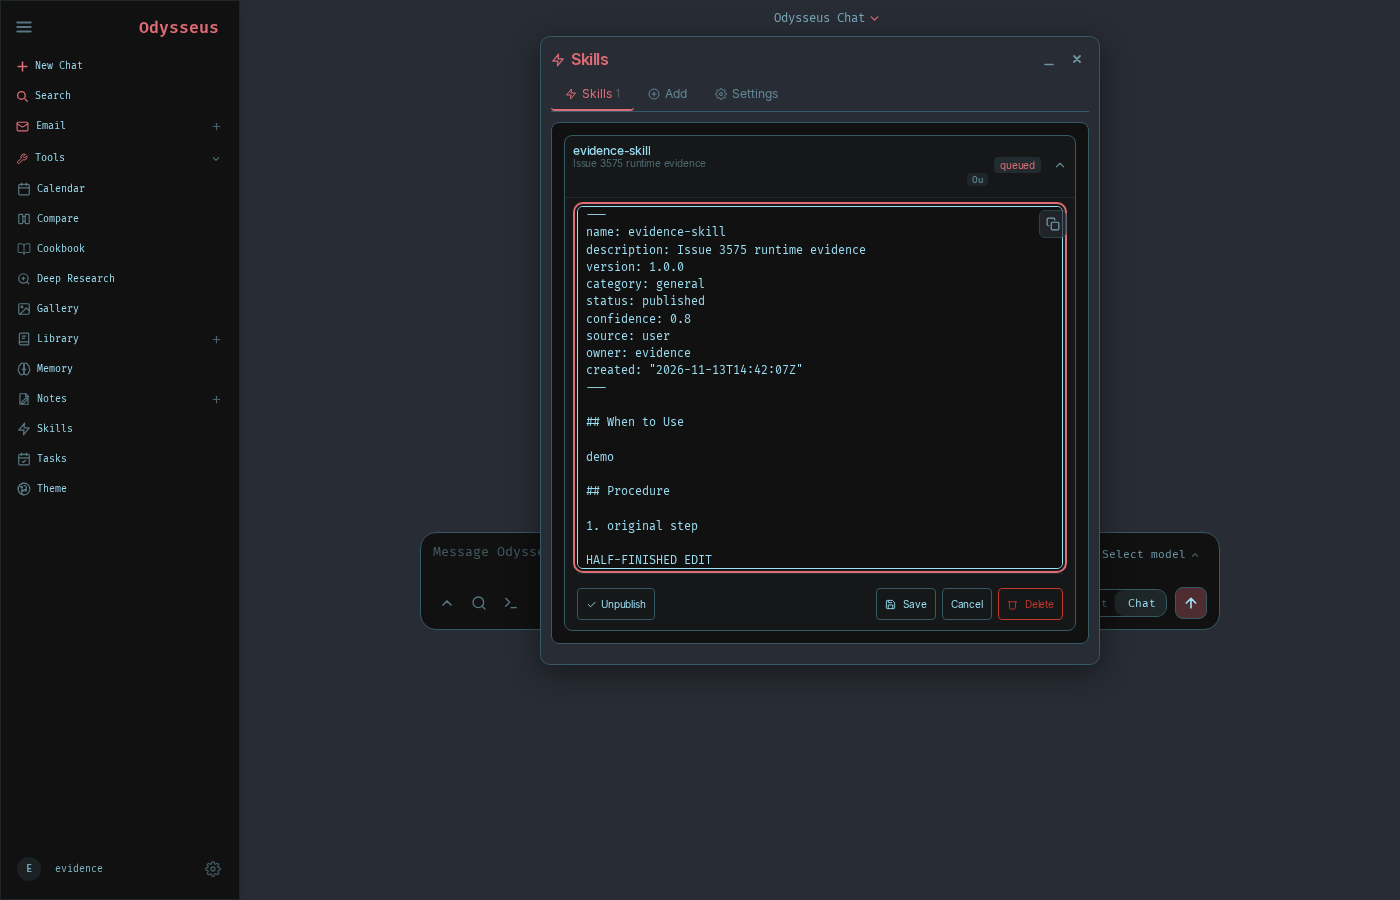 Odysseus
New Chat
Search
Email
Tools
Calendar
Compare
Cookbook
Deep Research
Gallery
Library
Memory
Notes
Skills
Tasks
Theme
E evidence
Odysseus Chat
Skills
Skills 1
Add
Settings
evidence-skill
Issue 3575 runtime evidence
queued
0u
---
name: evidence-skill
description: Issue 3575 runtime evidence
version: 1.0.0
category: general
status: published
confidence: 0.8
source: user
owner: evidence
created: "2026-11-13T14:42:07Z"
---
## When to Use
demo
## Procedure
1. original step
HALF-FINISHED EDIT
Unpublish
Save
Cancel
Delete
Message Odysse
Select model
t
Chat